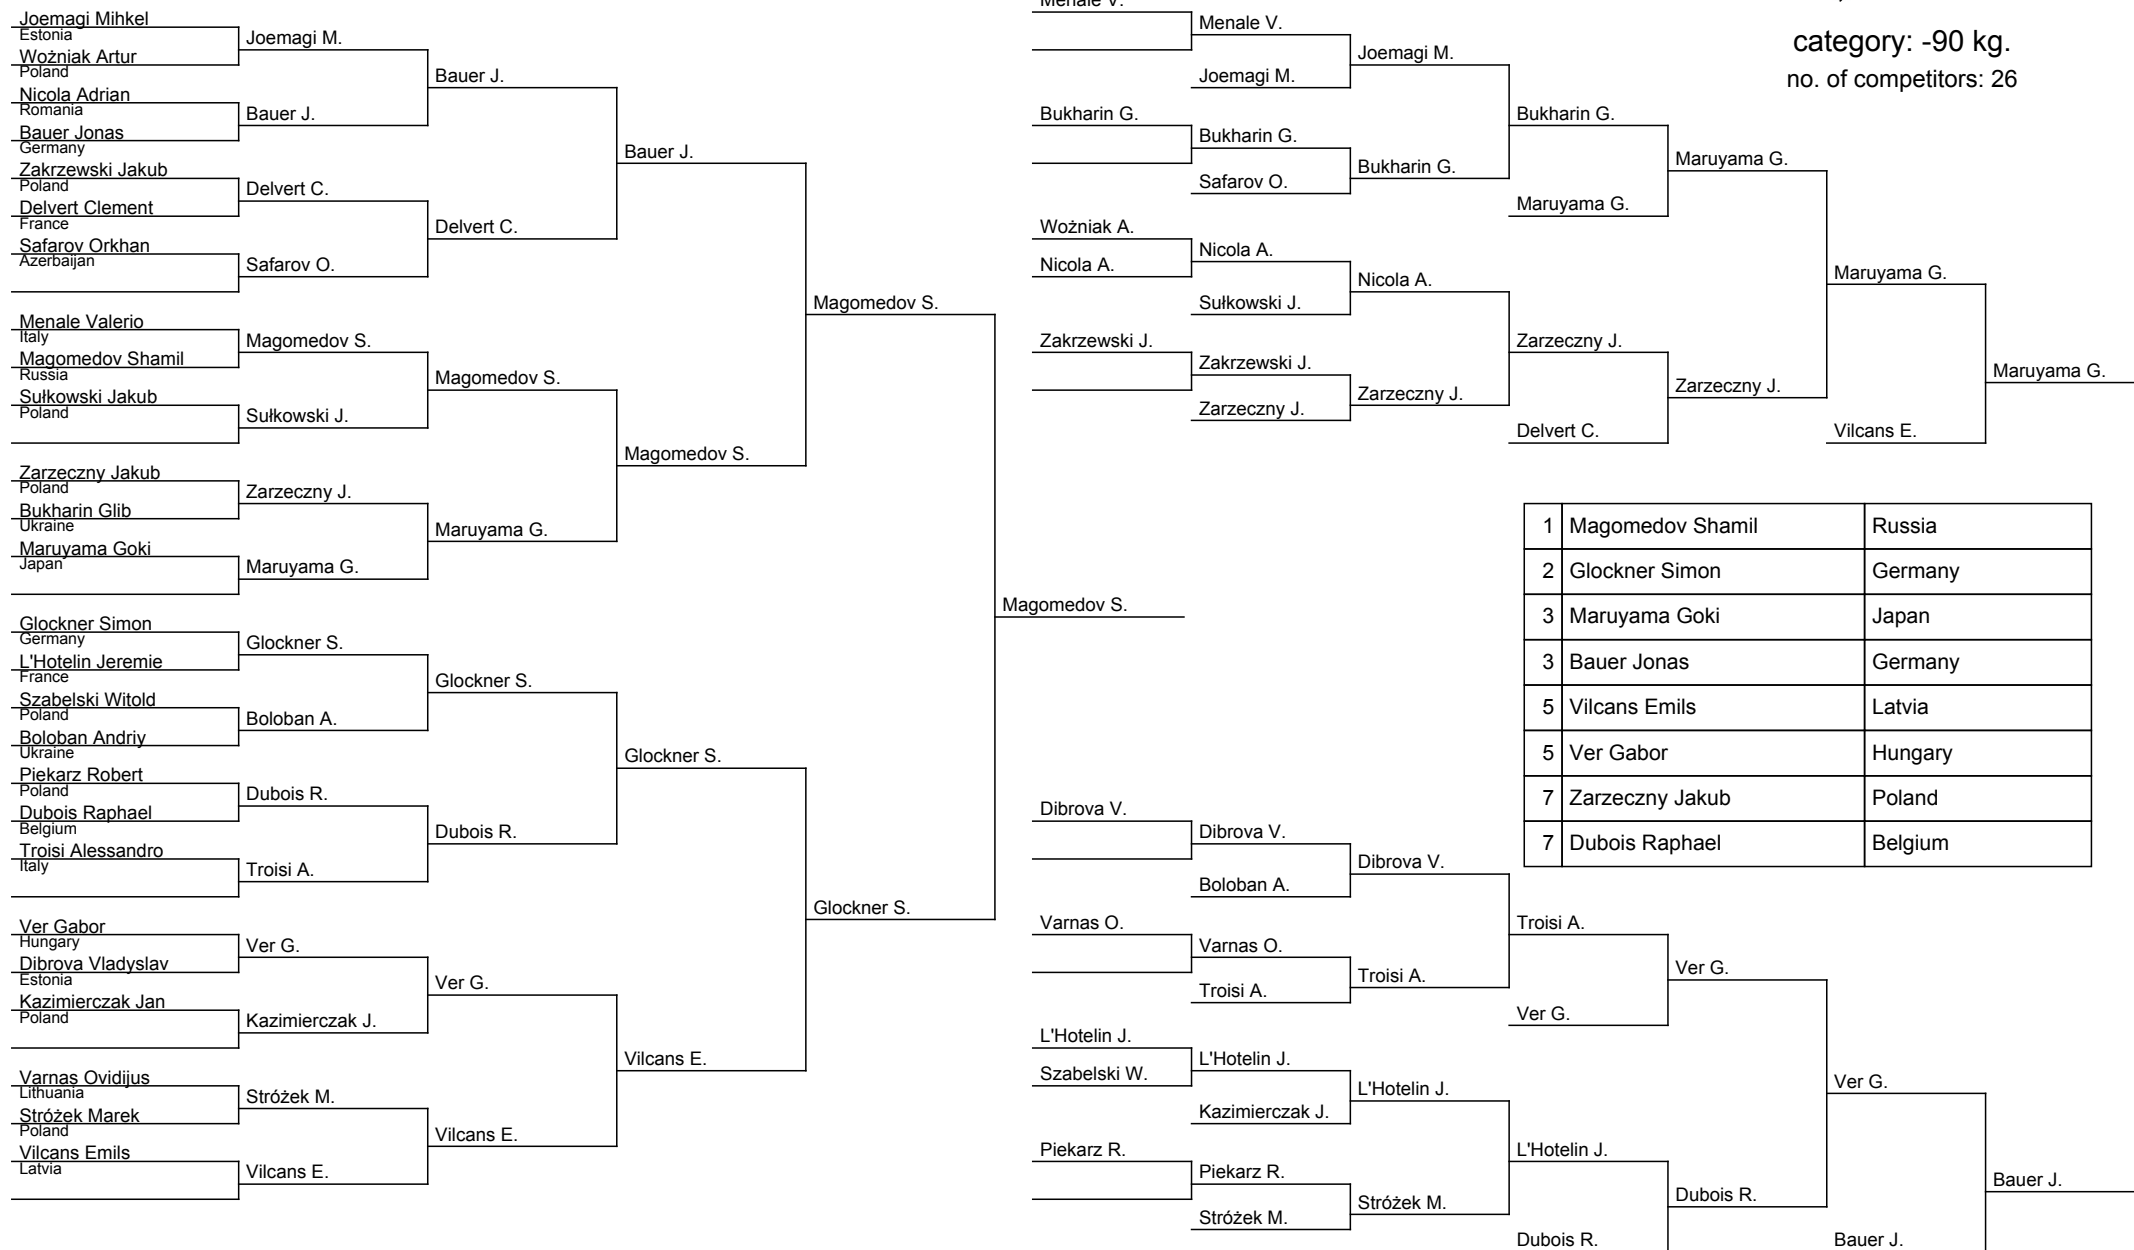 Joemagi Mihkel
Estonia
Woźniak Artur
Poland
Nicola Adrian
Romania
Bauer Jonas
Germany
Zakrzewski Jakub
Poland
Delvert Clement
France
Safarov Orkhan
Azerbaijan
Menale Valerio
Italy
Magomedov Shamil
Russia
Sułkowski Jakub
Poland
Zarzeczny Jakub
Poland
Bukharin Glib
Ukraine
Maruyama Goki
Japan
Glockner Simon
Germany
L'Hotelin Jeremie
France
Szabelski Witold
Poland
Boloban Andriy
Ukraine
Piekarz Robert
Poland
Dubois Raphael
Belgium
Troisi Alessandro
Italy
Ver Gabor
Hungary
Dibrova Vladyslav
Estonia
Kazimierczak Jan
Poland
Varnas Ovidijus
Lithuania
Stróżek Marek
Poland
Vilcans Emils
Latvia
Joemagi M.
Bauer J.
Delvert C.
Safarov O.
Magomedov S.
Sułkowski J.
Zarzeczny J.
Maruyama G.
Glockner S.
Boloban A.
Dubois R.
Troisi A.
Ver G.
Kazimierczak J.
Stróżek M.
Vilcans E.
Bauer J.
Delvert C.
Magomedov S.
Maruyama G.
Glockner S.
Dubois R.
Ver G.
Vilcans E.
Bauer J.
Magomedov S.
Glockner S.
Vilcans E.
Magomedov S.
Glockner S.
Magomedov S.
Menale V.
Bukharin G.
Woźniak A.
Nicola A.
Zakrzewski J.
Menale V.
Joemagi M.
Bukharin G.
Safarov O.
Nicola A.
Sułkowski J.
Zakrzewski J.
Zarzeczny J.
Joemagi M.
Bukharin G.
Nicola A.
Zarzeczny J.
Bukharin G.
Maruyama G.
Zarzeczny J.
Delvert C.
Maruyama G.
Zarzeczny J.
Maruyama G.
Vilcans E.
Maruyama G.
category: -90 kg.
no. of competitors: 26
1 Magomedov Shamil Russia
2 Glockner Simon Germany
3 Maruyama Goki Japan
3 Bauer Jonas Germany
5 Vilcans Emils Latvia
5 Ver Gabor Hungary
7 Zarzeczny Jakub Poland
7 Dubois Raphael Belgium
Dibrova V.
Varnas O.
L'Hotelin J.
Szabelski W.
Piekarz R.
Dibrova V.
Boloban A.
Varnas O.
Troisi A.
L'Hotelin J.
Kazimierczak J.
Piekarz R.
Stróżek M.
Dibrova V.
Troisi A.
L'Hotelin J.
Stróżek M.
Troisi A.
Ver G.
L'Hotelin J.
Dubois R.
Ver G.
Dubois R.
Ver G.
Bauer J.
Bauer J.